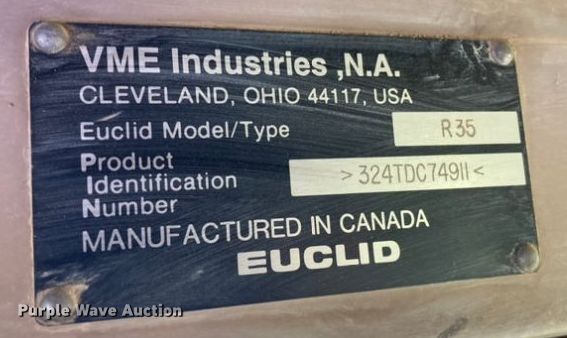 VME Industries ,N.A.
CLEVELAND, OHIO 44117, USA
Euclid Model/Type R35
Product
Identification >324TDC74911<
Number
MANUFACTURED IN CANADA
EUCLID
Purple Wave Auction